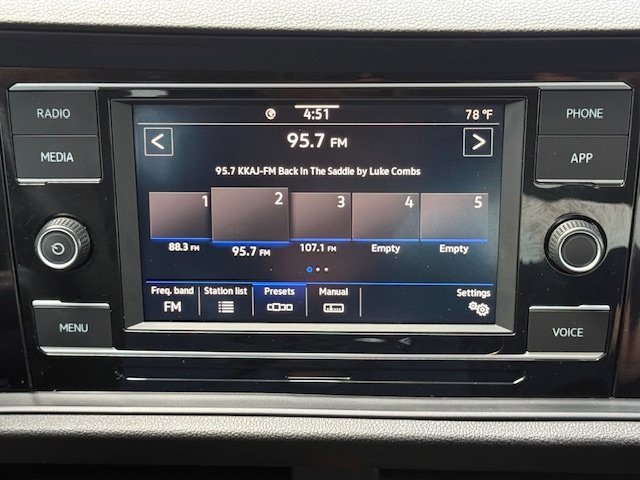 RADIO
MEDIA
MENU
PHONE
APP
VOICE
4:51
78 °F
<
95.7 FM
>
95.7 KKAJ-FM Back In The Saddle by Luke Combs
1 2 3 4 5
88.3 FM 95.7 FM 107.1 FM Empty Empty
Freq. band Station list Presets Manual Settings
FM